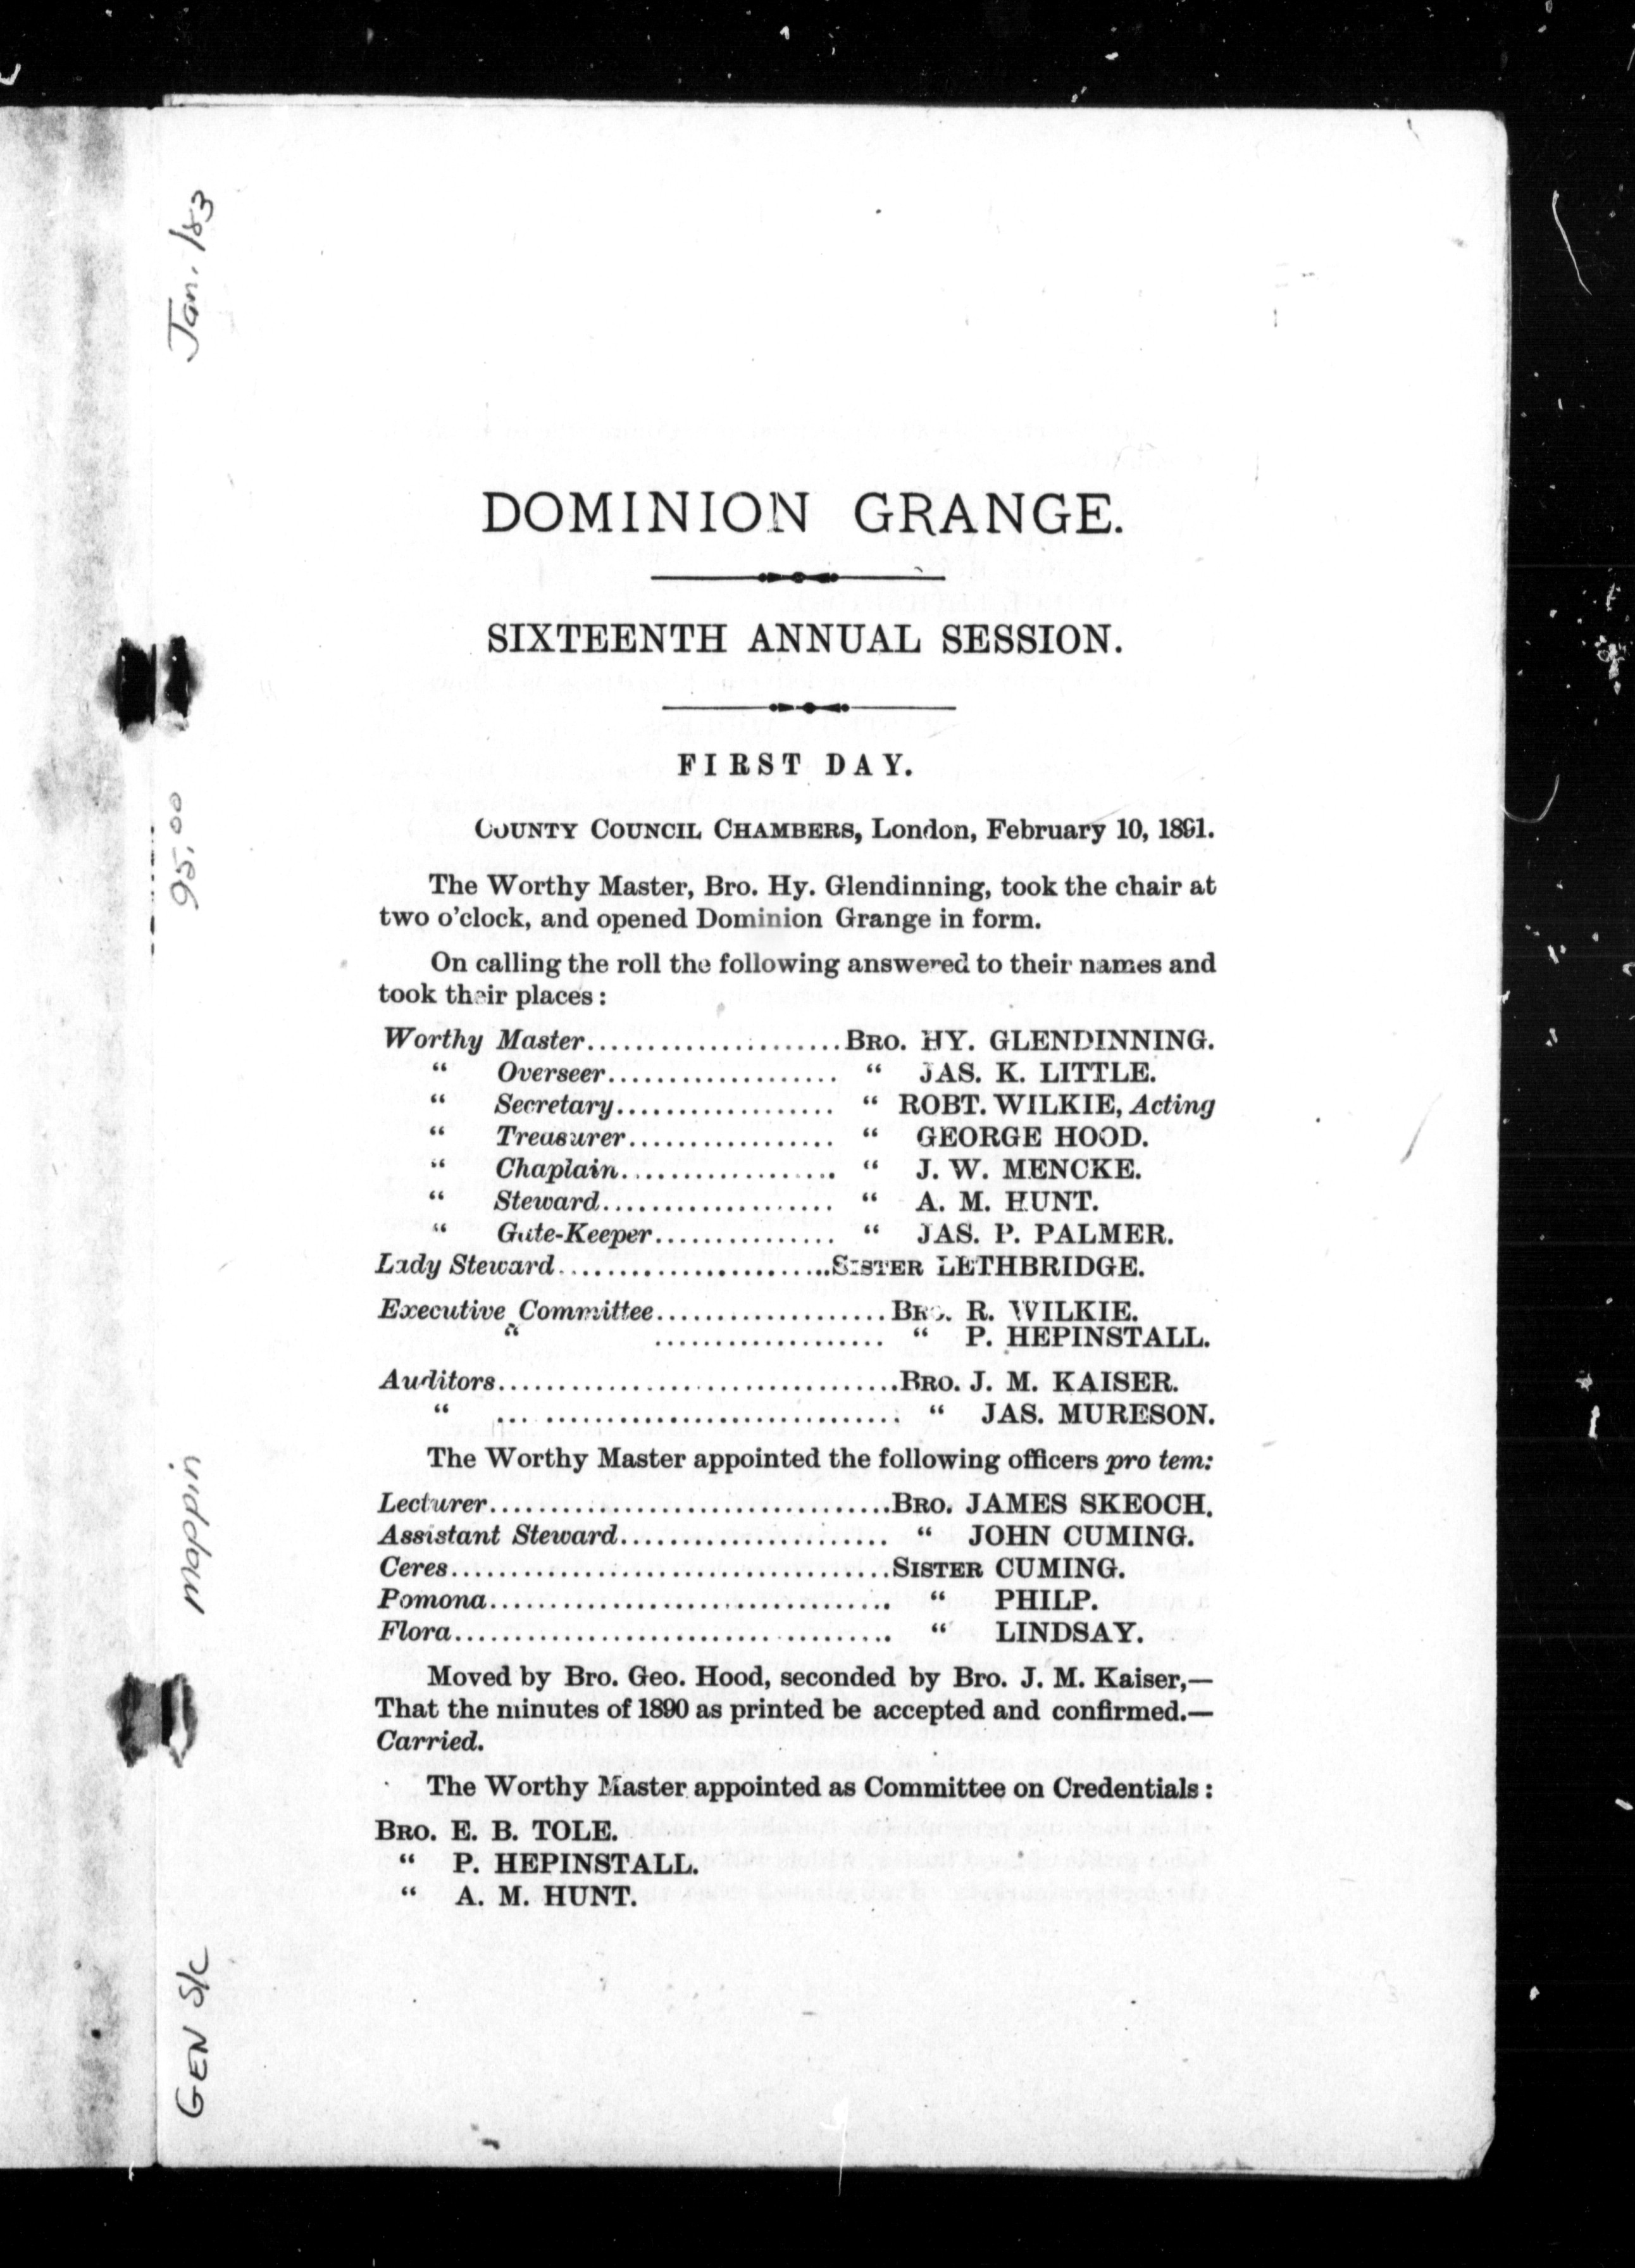 DOMINION GRANGE.
SIXTEENTH ANNUAL SESSION.
FIRST DAY.
COUNTY COUNCIL CHAMBERS, London, February 10, 1891.
The Worthy Master, Bro. Hy. Glendinning, took the chair at
two o'clock, and opened Dominion Grange in form.
On calling the roll the following answered to their names and
took their places:
Worthy Master.....................BRO. HY. GLENDINNING.
“ Overseer................... “ JAS. K. LITTLE.
“ Secretary.................. “ ROBT. WILKIE, Acting
“ Treasurer................. “ GEORGE HOOD.
“ Chaplain.................. “ J. W. MENCKE.
“ Steward................... “ A. M. HUNT.
“ Gate-Keeper............... “ JAS. P. PALMER.
Lady Steward.......................SISTER LETHBRIDGE.
Executive Committee................... BRO. R. WILKIE.
“ ................... “ P. HEPINSTALL.
Auditors.................................BRO. J. M. KAISER.
“ ................................. “ JAS. MURESON.
The Worthy Master appointed the following officers pro tem:
Lecturer.................................BRO. JAMES SKEOCH.
Assistant Steward...................... “ JOHN CUMING.
Ceres....................................SISTER CUMING.
Pomona................................. “ PHILP.
Flora.................................... “ LINDSAY.
Moved by Bro. Geo. Hood, seconded by Bro. J. M. Kaiser,—
That the minutes of 1890 as printed be accepted and confirmed.—
Carried.
The Worthy Master appointed as Committee on Credentials:
BRO. E. B. TOLE.
“ P. HEPINSTALL.
“ A. M. HUNT.
GEN S/C mappin 95.00 Jan. /83